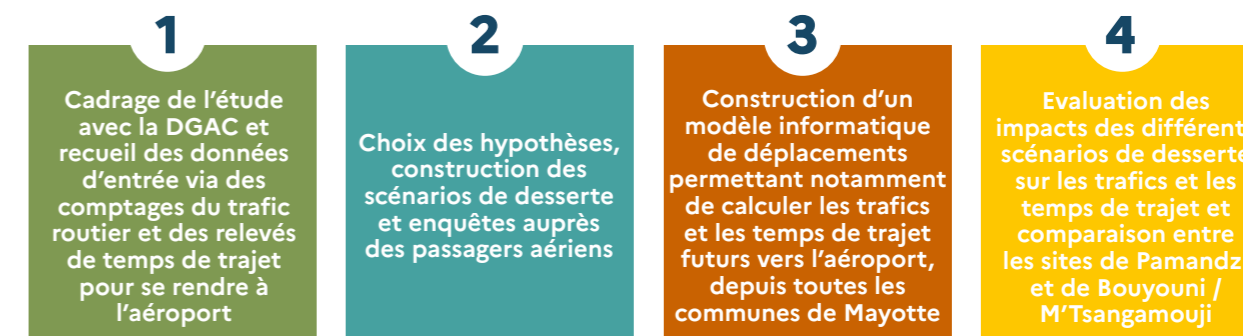 1
Cadrage de l’étude
avec la DGAC et
recueil des données
d’entrée via des
comptages du trafic
routier et des relevés
de temps de trajet
pour se rendre à
l’aéroport
2
Choix des hypothèses,
construction des
scénarios de desserte
et enquêtes auprès
des passagers aériens
3
Construction d’un
modèle informatique
de déplacements
permettant notamment
de calculer les trafics
et les temps de trajet
futurs vers l’aéroport,
depuis toutes les
communes de Mayotte
4
Evaluation des
impacts des différent
scénarios de desserte
sur les trafics et les
temps de trajet et
comparaison entre
les sites de Pamandz
et de Bouyouni /
M’Tsangamouji